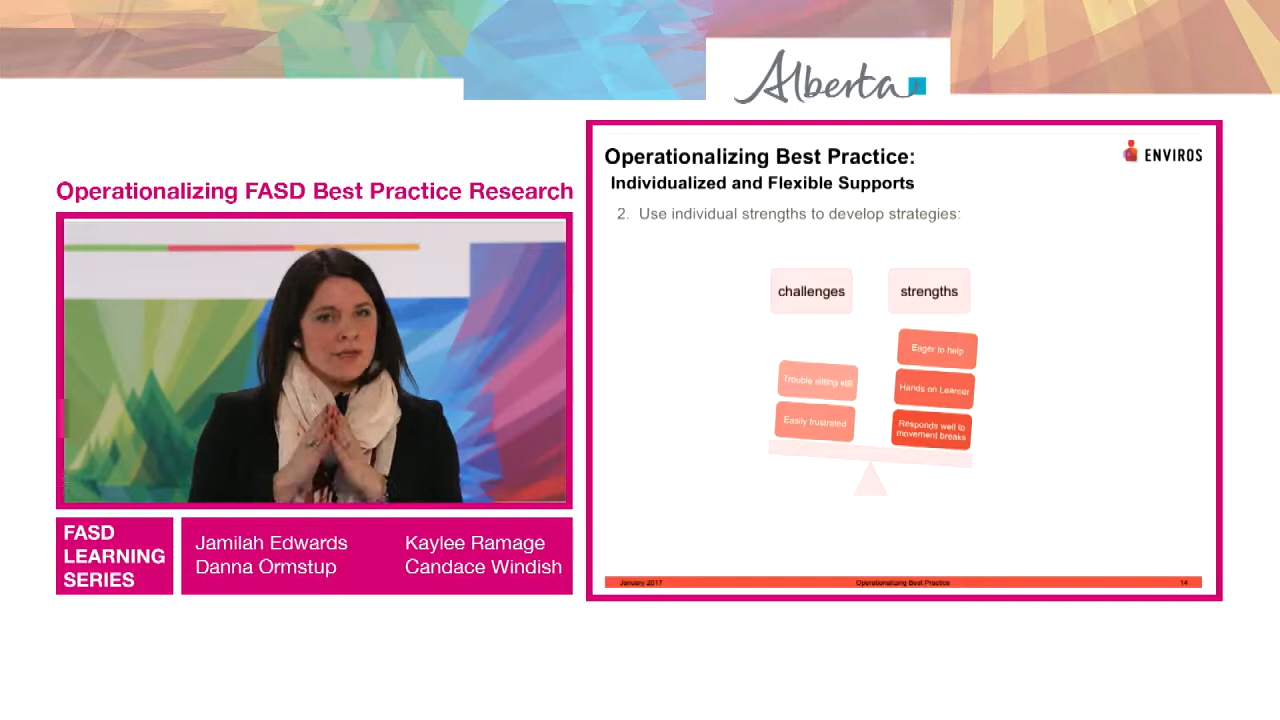 Alberta
Operationalizing FASD Best Practice Research
FASD
LEARNING
SERIES
Jamilah Edwards
Danna Ormstup
Kaylee Ramage
Candace Windish
Operationalizing Best Practice:
ENVIROS
Individualized and Flexible Supports
2. Use individual strengths to develop strategies:
challenges
strengths
Eager to help
Trouble sitting still
Hands on Learner
Easily frustrated
Responds well to
movement breaks
January 2017
Operationalizing Best Practice
14